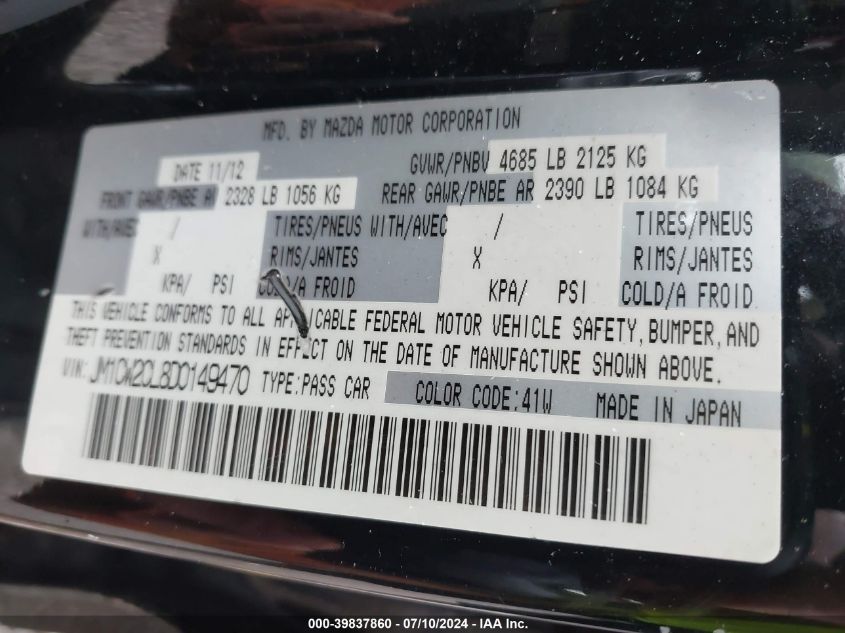 MFD. BY MAZDA MOTOR CORPORATION
DATE 11/12 GVWR/PNBV 4685 LB 2125 KG
FRONT GAWR/PNBE AV 2328 LB 1056 KG REAR GAWR/PNBE AR 2390 LB 1084 KG
WITH/AVEC / TIRES/PNEUS WITH/AVEC / TIRES/PNEUS
X RIMS/JANTES X RIMS/JANTES
KPA/ PSI COLD/A FROID KPA/ PSI COLD/A FROID
THIS VEHICLE CONFORMS TO ALL APPLICABLE FEDERAL MOTOR VEHICLE SAFETY, BUMPER, AND
THEFT PREVENTION STANDARDS IN EFFECT ON THE DATE OF MANUFACTURE SHOWN ABOVE.
VIN: JM1CW2CL8D0149470 TYPE: PASS CAR COLOR CODE: 41W MADE IN JAPAN
000-39837860 - 07/10/2024 - IAA Inc.